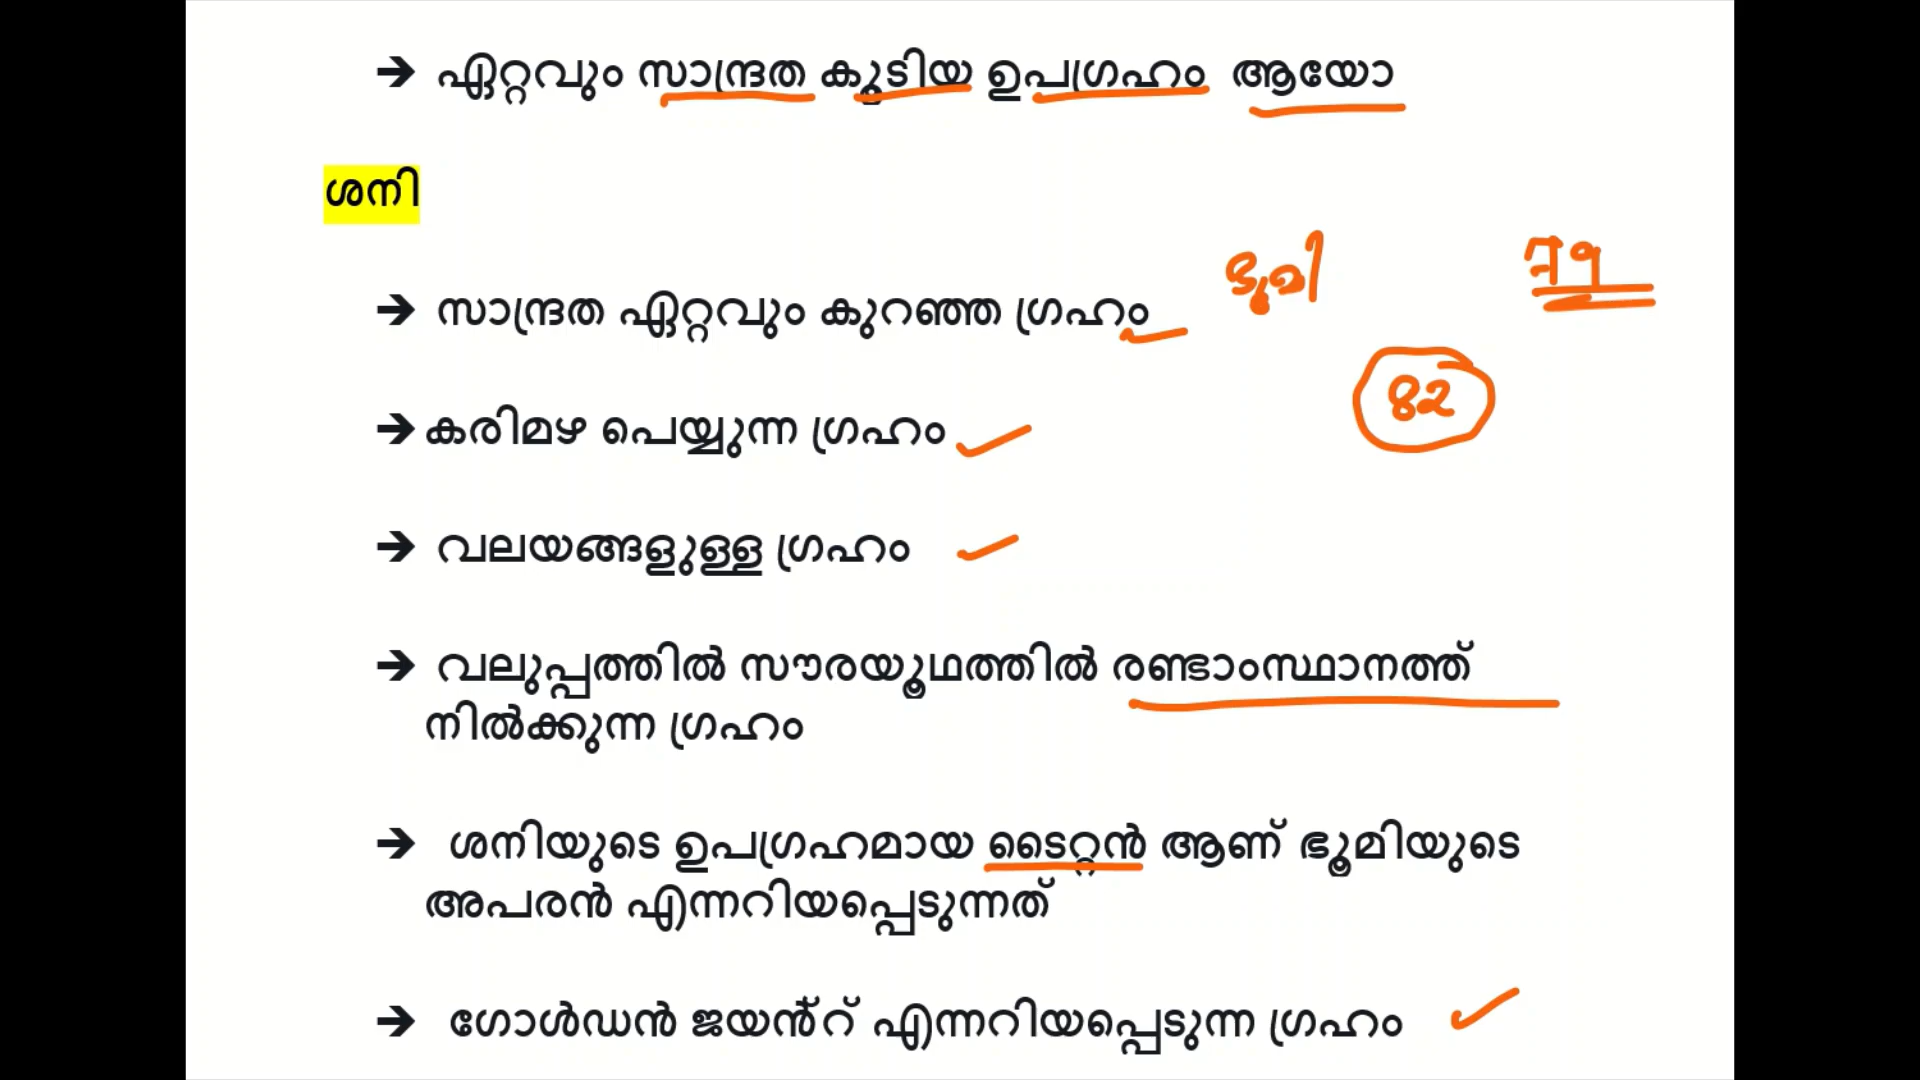 ➔ ഏറ്റവും സാന്ദ്രത കൂടിയ ഉപഗ്രഹം ആയോ
ശനി
ഭൂമി 79
➔ സാന്ദ്രത ഏറ്റവും കുറഞ്ഞ ഗ്രഹം
82
➔ കരിമഴ പെയ്യുന്ന ഗ്രഹം
➔ വലയങ്ങളുള്ള ഗ്രഹം
➔ വലുപ്പത്തിൽ സൗരയൂഥത്തിൽ രണ്ടാംസ്ഥാനത്ത്
നിൽക്കുന്ന ഗ്രഹം
➔ ശനിയുടെ ഉപഗ്രഹമായ ടൈറ്റൻ ആണ് ഭൂമിയുടെ
അപരൻ എന്നറിയപ്പെടുന്നത്
➔ ഗോൾഡൻ ജയൻ്റ് എന്നറിയപ്പെടുന്ന ഗ്രഹം